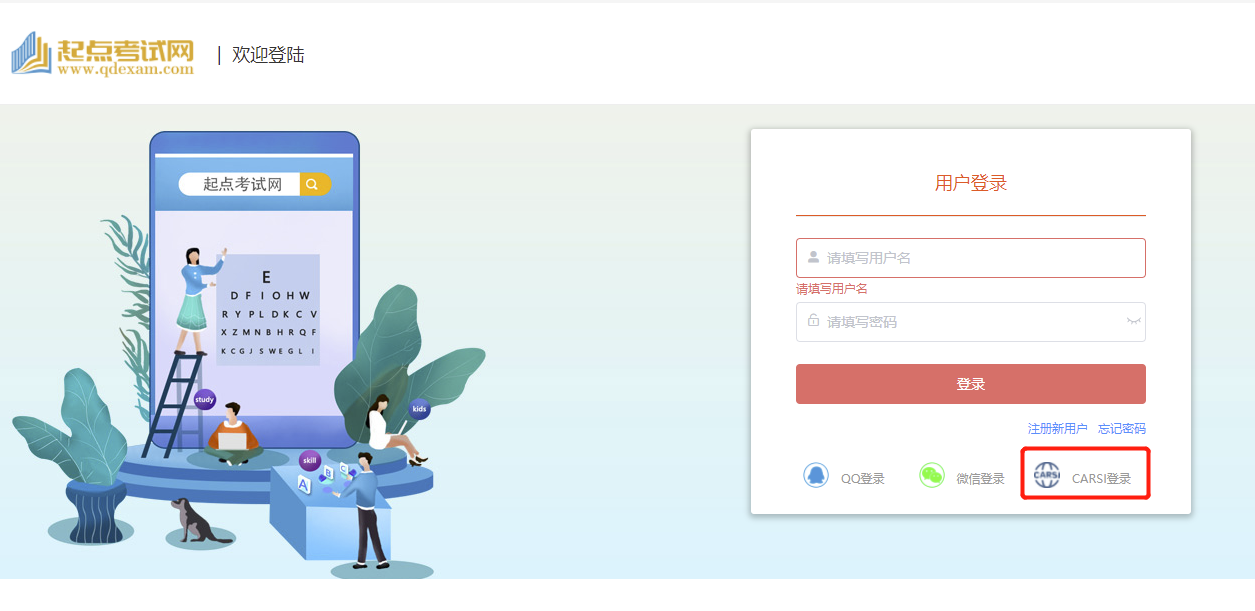 起点考试网
www.qdexam.com
| 欢迎登陆
起点考试网
E
D F I O H W
R Y P L D K C V
X Z M N B H R Q F
K C G J S W E G L I
study
kids
skill
A
B
C
用户登录
请填写用户名
请填写用户名
请填写密码
登录
注册新用户 忘记密码
QQ登录 微信登录 CARSI CARSI登录